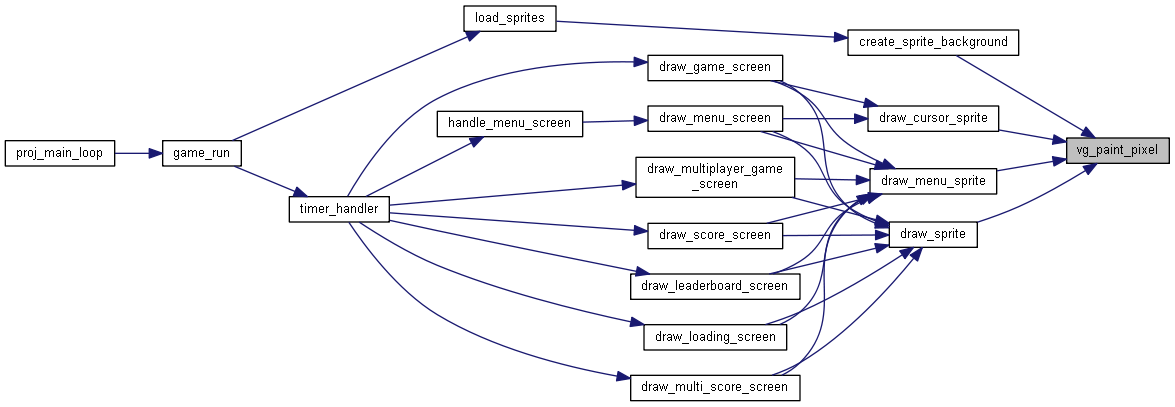 load_sprites
create_sprite_background
draw_game_screen
handle_menu_screen
draw_menu_screen
draw_cursor_sprite
proj_main_loop
game_run
vg_paint_pixel
draw_multiplayer_game
_screen
draw_menu_sprite
timer_handler
draw_score_screen
draw_sprite
draw_leaderboard_screen
draw_loading_screen
draw_multi_score_screen